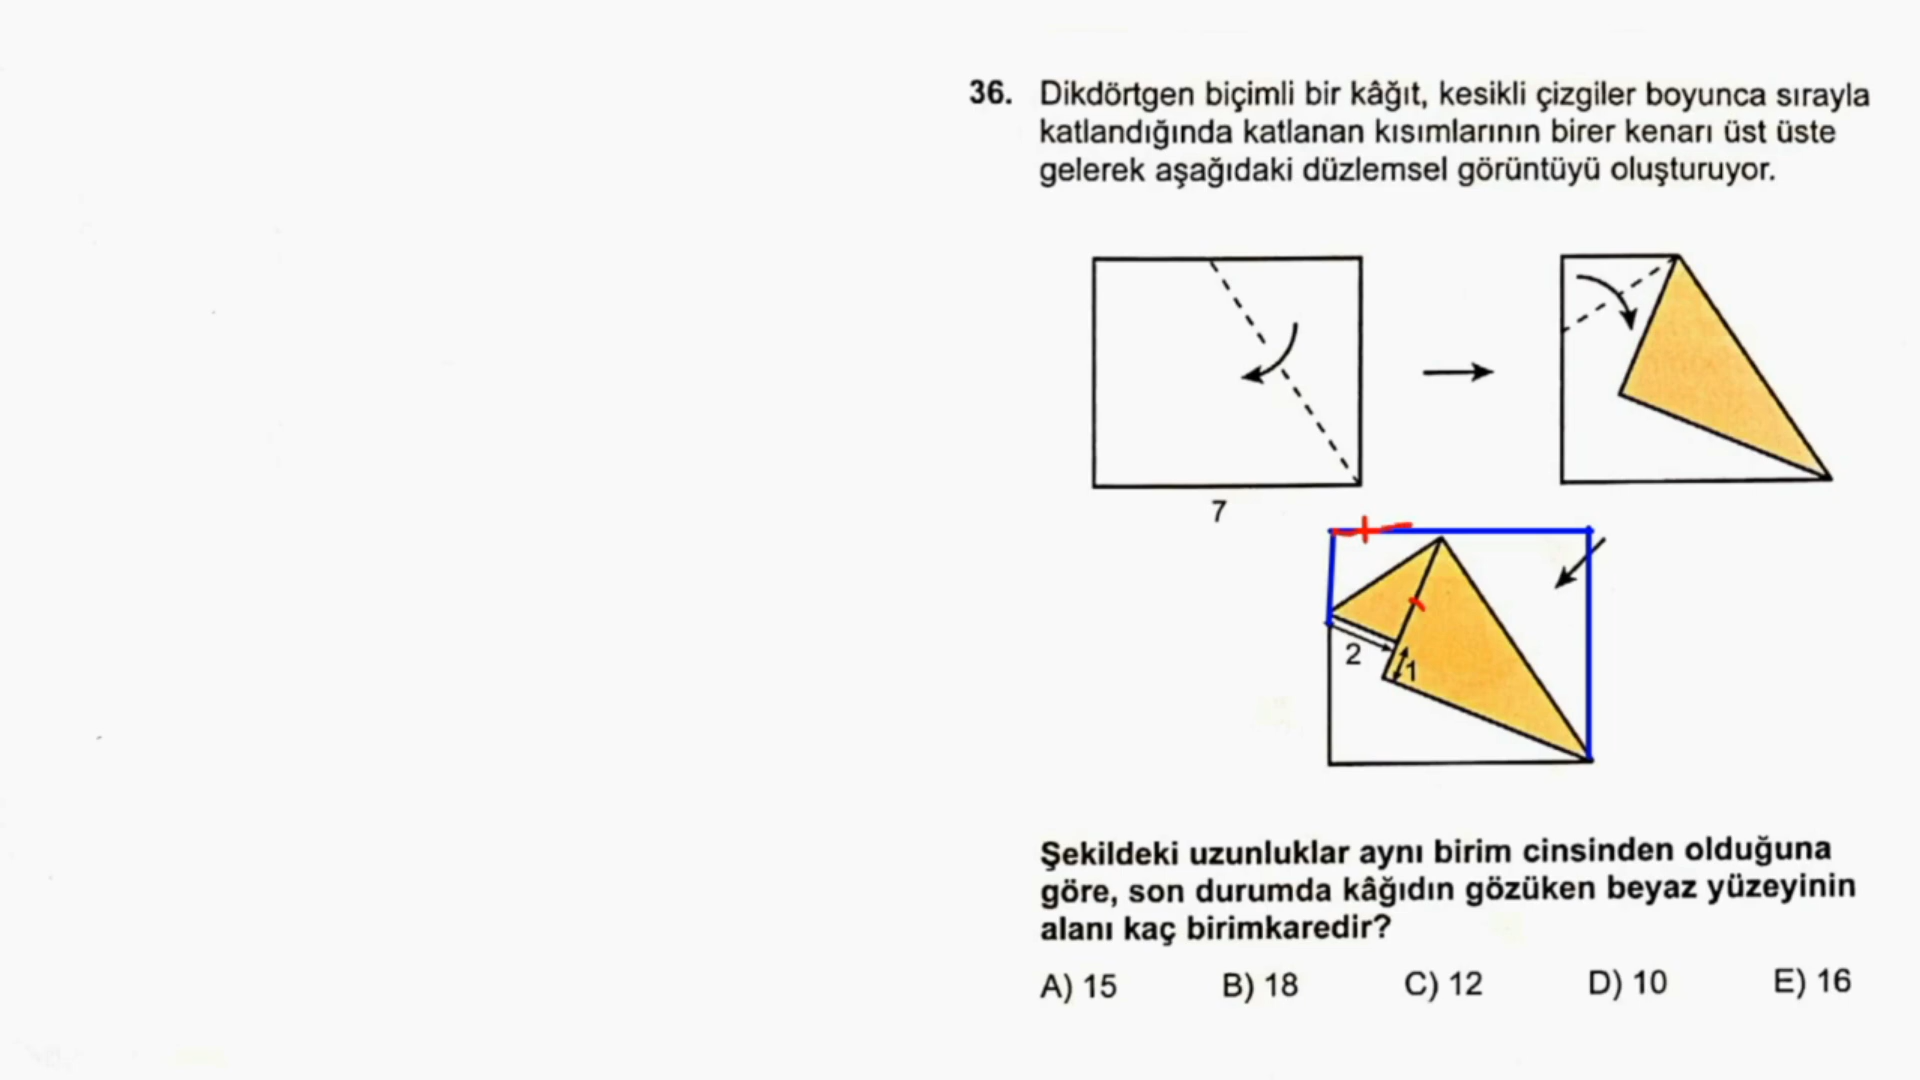 36. Dikdörtgen biçimli bir kâğıt, kesikli çizgiler boyunca sırayla
katlandığında katlanan kısımlarının birer kenarı üst üste
gelerek aşağıdaki düzlemsel görüntüyü oluşturuyor.
7
2
1
Şekildeki uzunluklar aynı birim cinsinden olduğuna
göre, son durumda kâğıdın gözüken beyaz yüzeyinin
alanı kaç birimkaredir?
A) 15 B) 18 C) 12 D) 10 E) 16